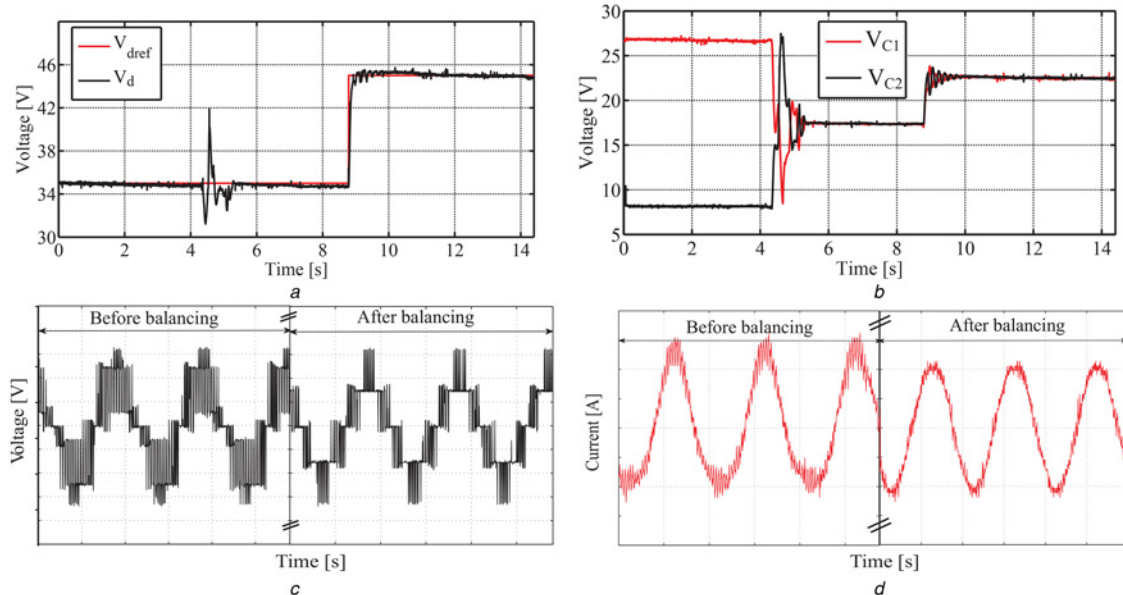 V_dref
V_d
Voltage [V]
46
42
38
34
30
0
2
4
6
8
10
12
14
Time [s]
a
V_C1
V_C2
Voltage [V]
30
25
20
15
10
5
0
2
4
6
8
10
12
14
Time [s]
b
Before balancing
After balancing
Voltage [V]
Time [s]
c
Before balancing
After balancing
Current [A]
Time [s]
d